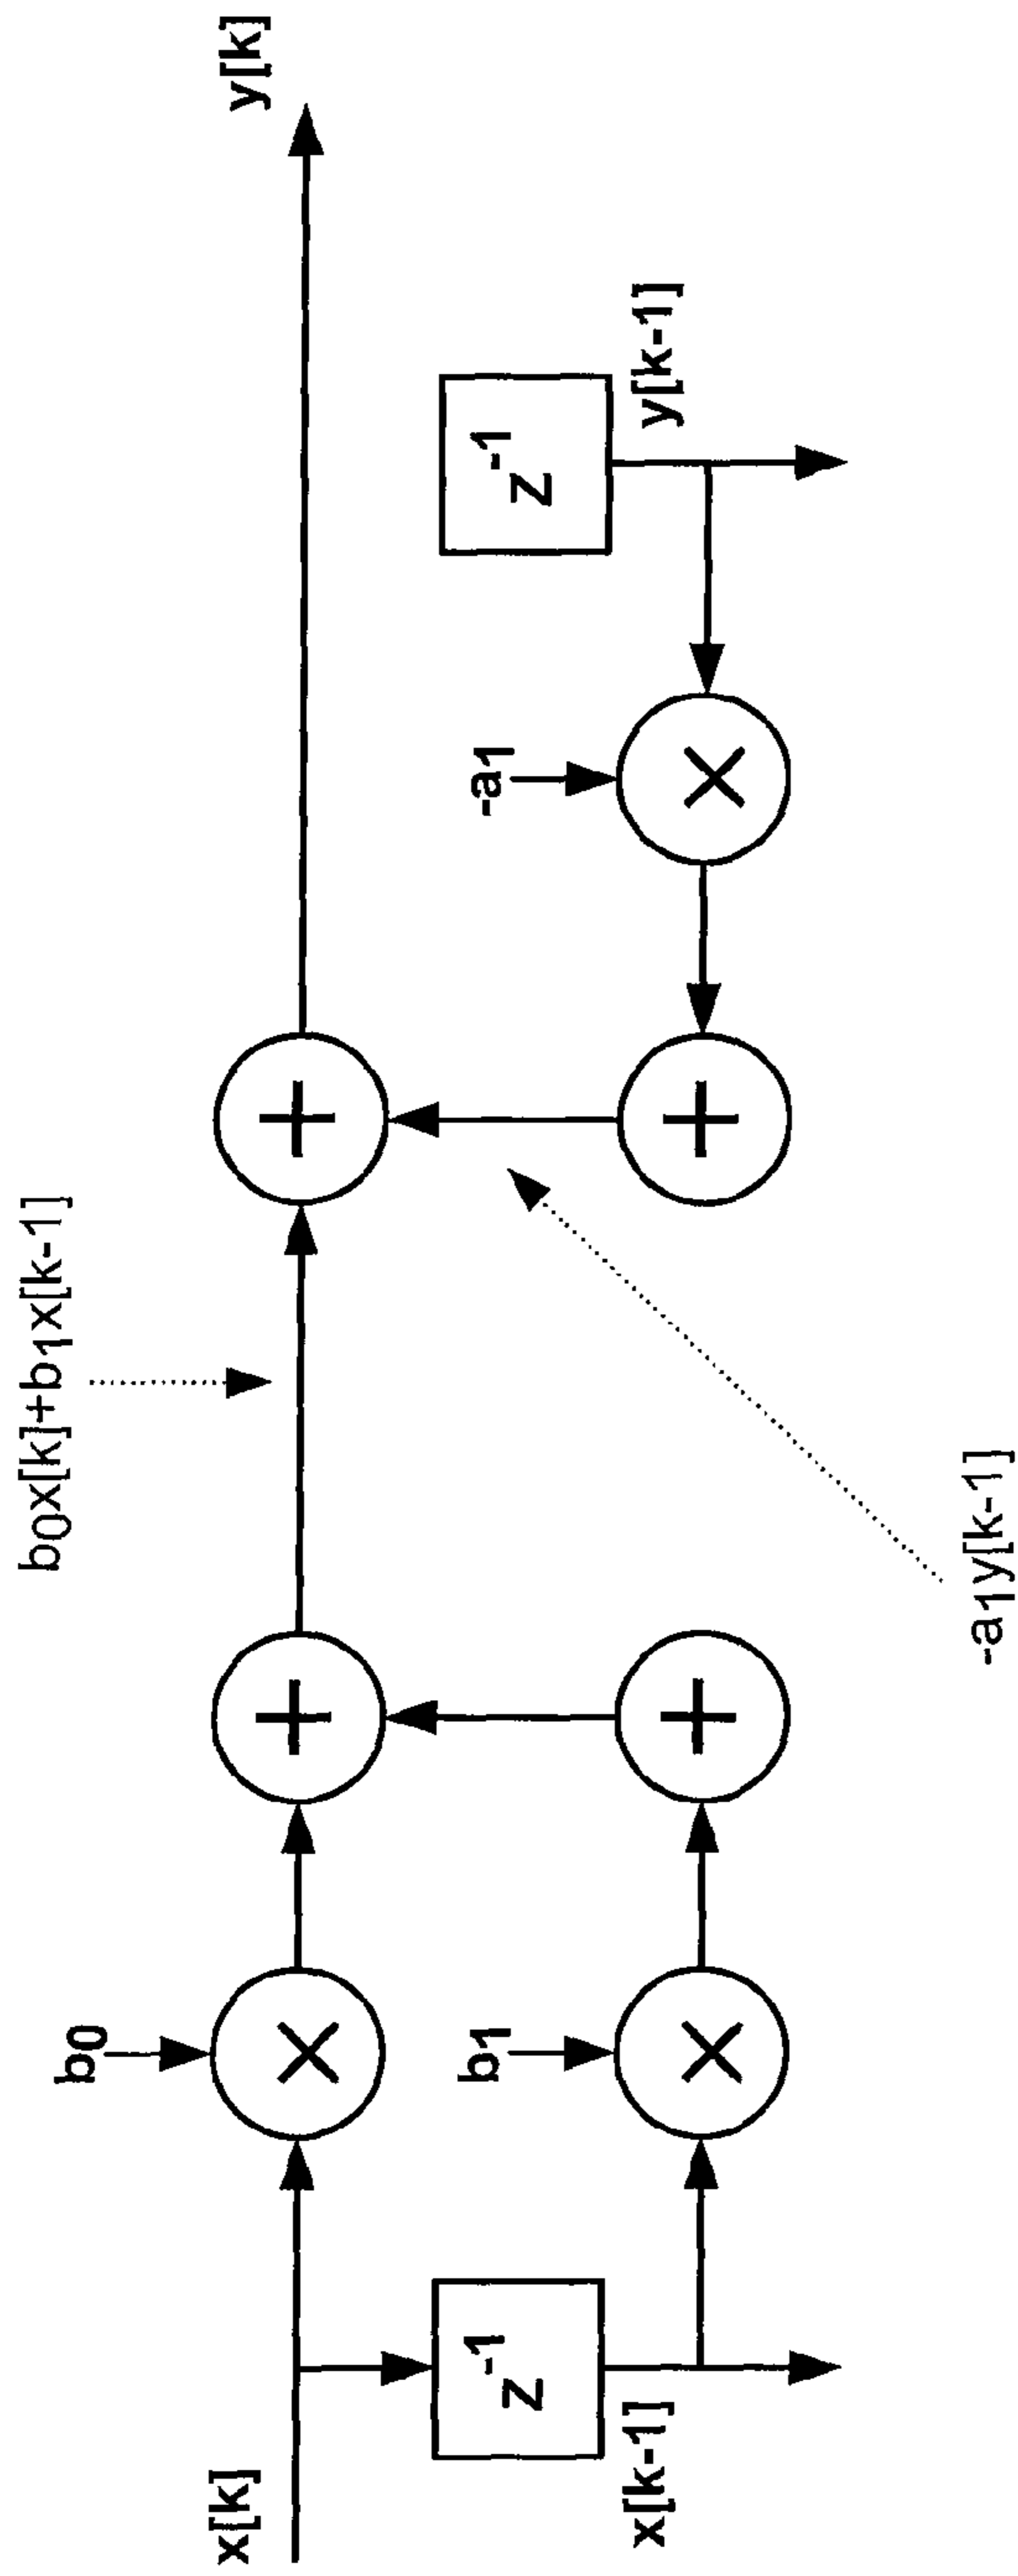 b0x[k]+b1x[k-1]
y[k]
x[k]
b0
z-1
b1
x[k-1]
-a1
z-1
y[k-1]
-a1y[k-1]